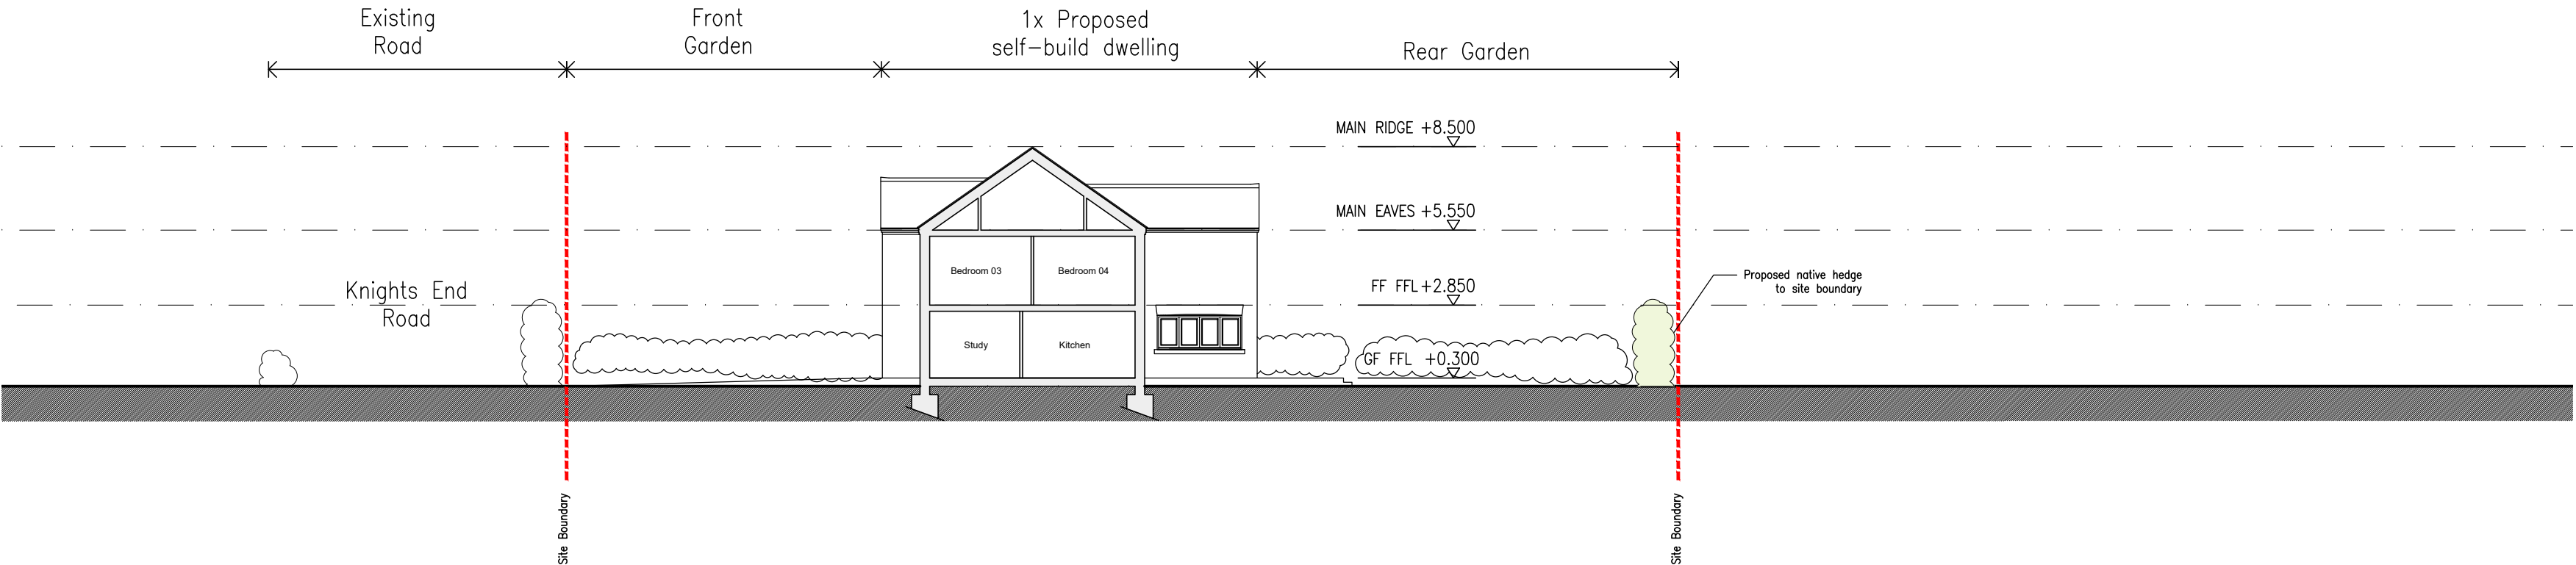 Existing
Road
Front
Garden
1x Proposed
self-build dwelling
Rear Garden
MAIN RIDGE +8.500
MAIN EAVES +5.550
FF FFL+2.850
GF FFL +0.300
Knights End
Road
Bedroom 03
Bedroom 04
Study
Kitchen
Proposed native hedge
to site boundary
Site Boundary
Site Boundary